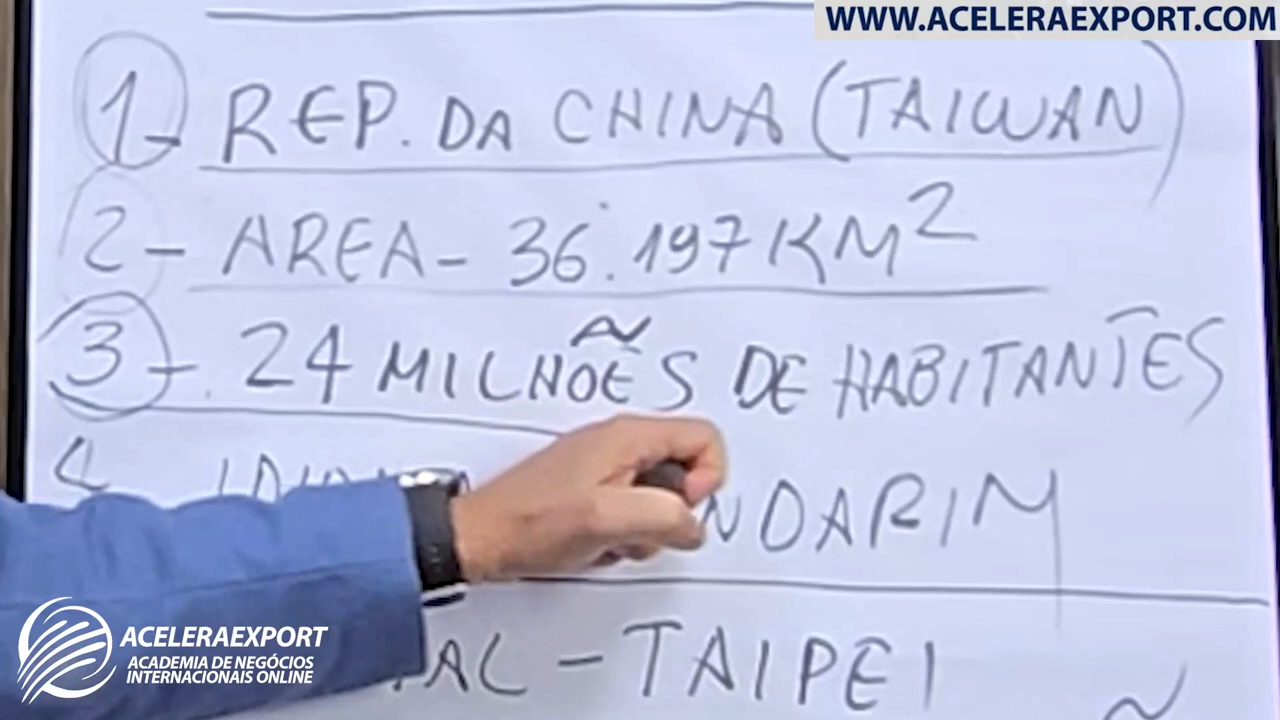 WWW.ACELERAEXPORT.COM
1- REP. DA CHINA (TAIWAN)
2- AREA- 36.197 KM²
3-. 24 MILHÕES DE HABITANTES
4
- TAIPEI
ACELERAEXPORT
ACADEMIA DE NEGÓCIOS
INTERNACIONAIS ONLINE